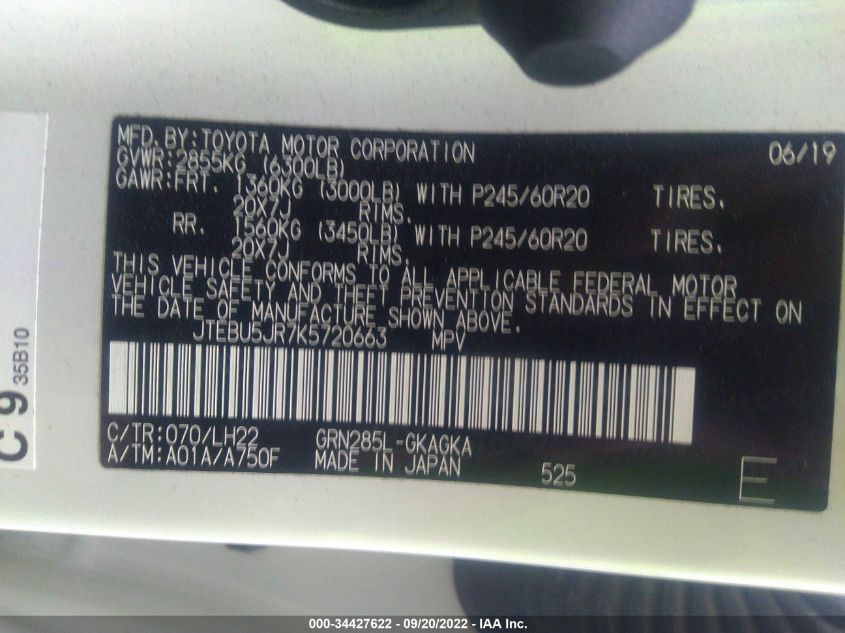 MFD. BY: TOYOTA MOTOR CORPORATION 06/19
GVWR: 2855KG (6300LB)
GAWR: FRT. 1360KG (3000LB) WITH P245/60R20 TIRES.
20X7J RIMS.
RR. 1560KG (3450LB) WITH P245/60R20 TIRES.
20X7J RIMS.
THIS VEHICLE CONFORMS TO ALL APPLICABLE FEDERAL MOTOR
VEHICLE SAFETY AND THEFT PREVENTION STANDARDS IN EFFECT ON
THE DATE OF MANUFACTURE SHOWN ABOVE.
JTEBU5JR7K5720663 MPV
C/TR: 070/LH22 GRN285L-GKAGKA
A/TM: A01A/A750F MADE IN JAPAN 525 E
C 9 35B10
000-34427622 - 09/20/2022 - IAA Inc.